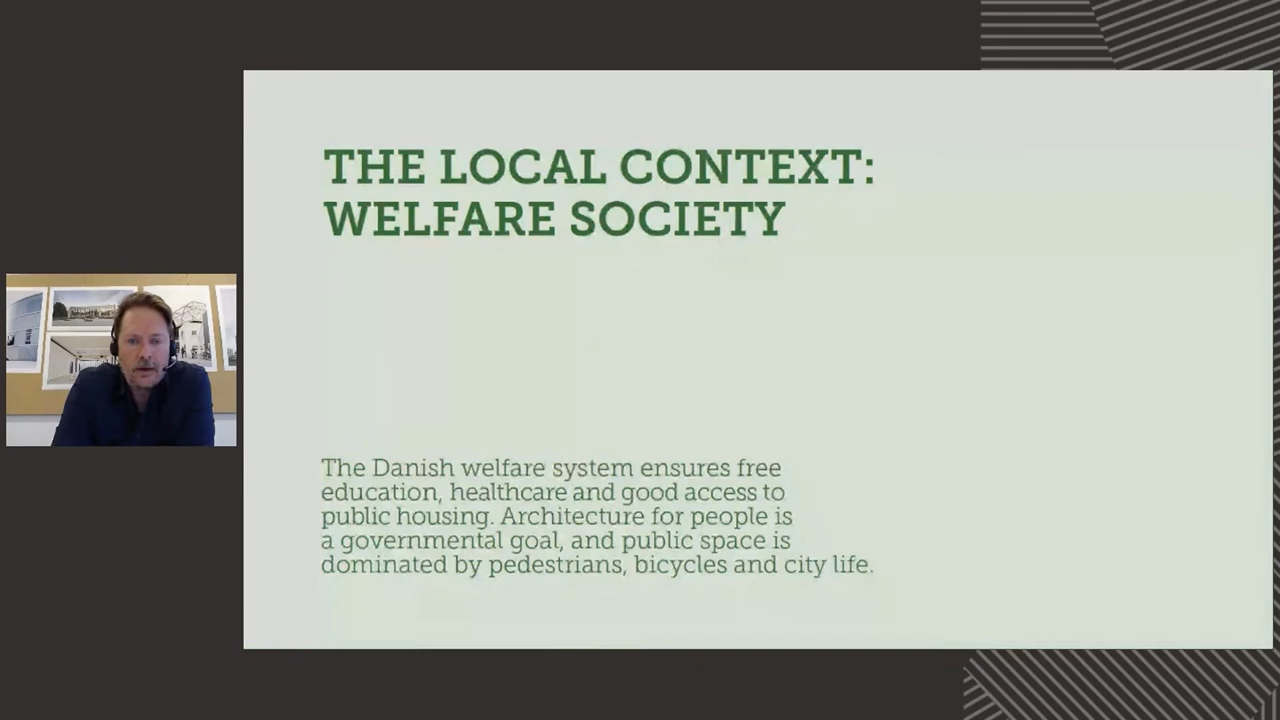 THE LOCAL CONTEXT:
WELFARE SOCIETY
The Danish welfare system ensures free
education, healthcare and good access to
public housing. Architecture for people is
a governmental goal, and public space is
dominated by pedestrians, bicycles and city life.